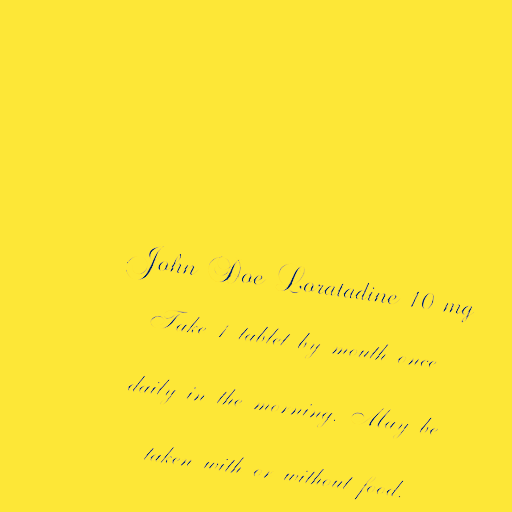 John Doe Loratadine 10 mg
Take 1 tablet by mouth once
daily in the morning. May be
taken with or without food.